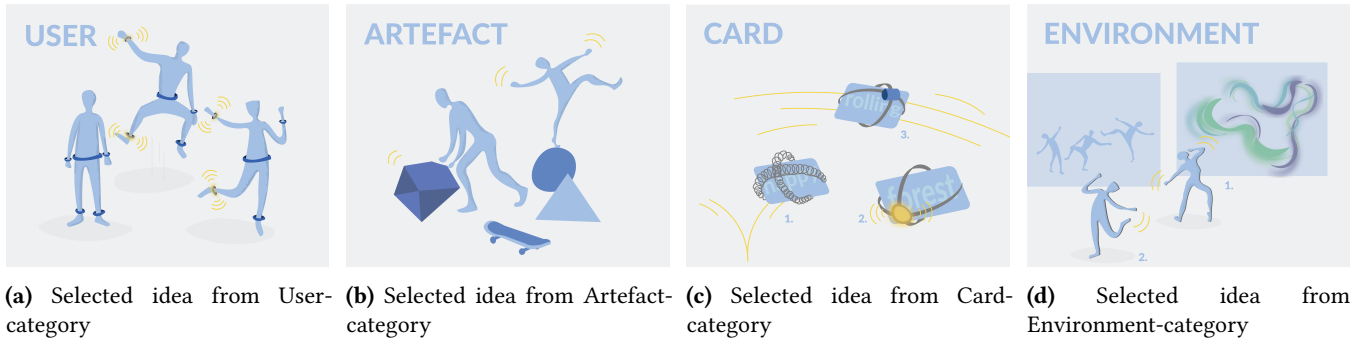 USER
ARTEFACT
CARD
ENVIRONMENT
rolling
3.
1.
2.
forest
1.
2.
(a) Selected idea from User-
category
(b) Selected idea from Artefact-
category
(c) Selected idea from Card-
category
(d) Selected idea from
Environment-category